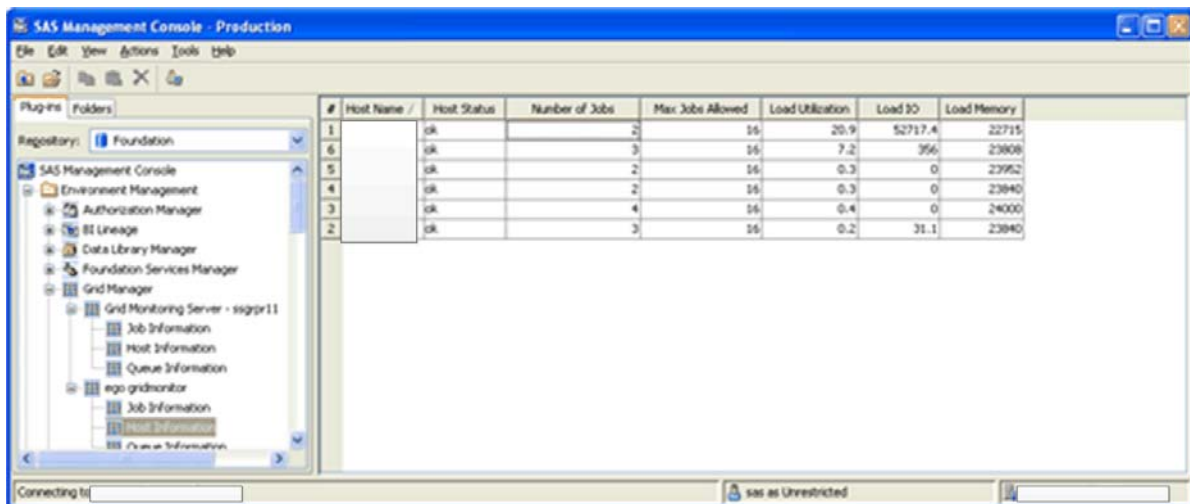 SAS Management Console - Production
File Edit View Actions Tools Help
Plug-ins Folders
Repository: Foundation
SAS Management Console
Environment Management
Authorization Manager
BI Lineage
Data Library Manager
Foundation Services Manager
Grid Manager
Grid Monitoring Server - ssgrpr11
Job Information
Host Information
Queue Information
ego gridmonitor
Job Information
Host Information
Queue Information
# Host Name / Host Status Number of Jobs Max Jobs Allowed Load Utilization Load IO Load Memory
1 ok 2 16 20.9 52717.4 22715
6 ok 3 16 7.2 356 23808
5 ok 2 16 0.3 0 23952
4 ok 2 16 0.3 0 23840
3 ok 4 16 0.4 0 24000
2 ok 3 16 0.2 31.1 23840
Connecting to sas as Unrestricted